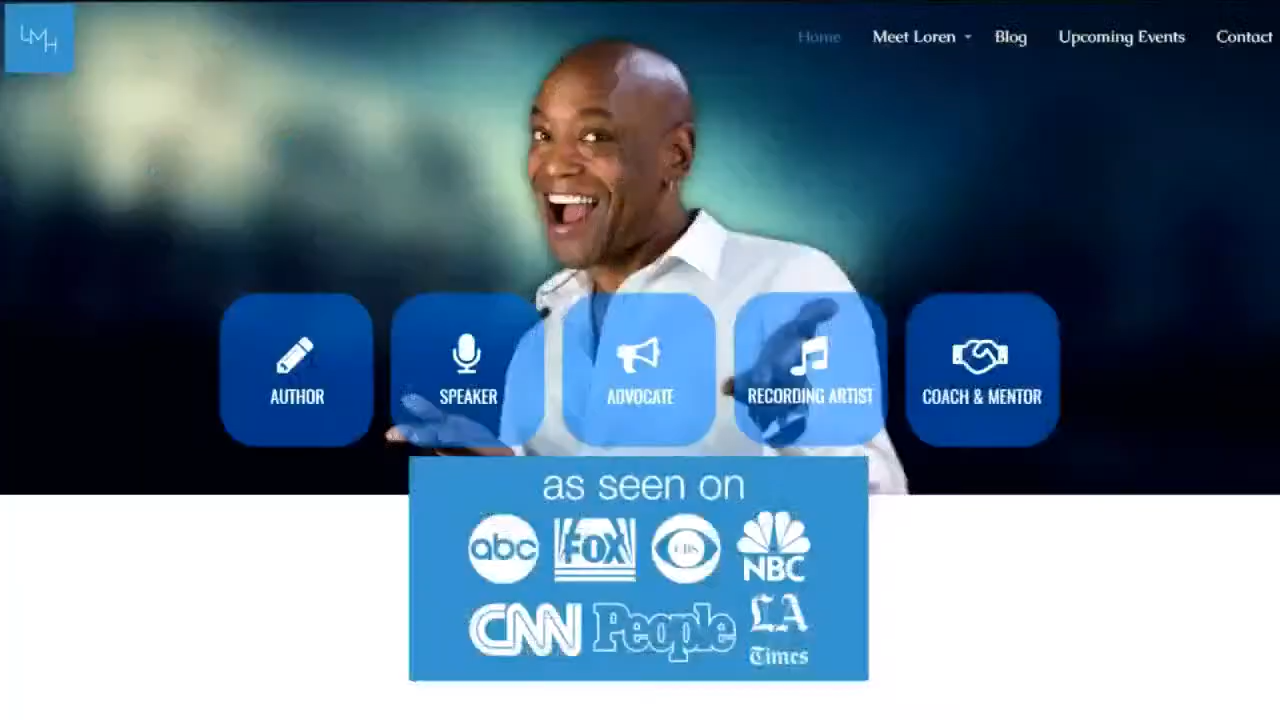 LMH
Home Meet Loren Blog Upcoming Events Contact
AUTHOR SPEAKER ADVOCATE RECORDING ARTIST COACH & MENTOR
as seen on
abc FOX CBS NBC
CNN People LA Times